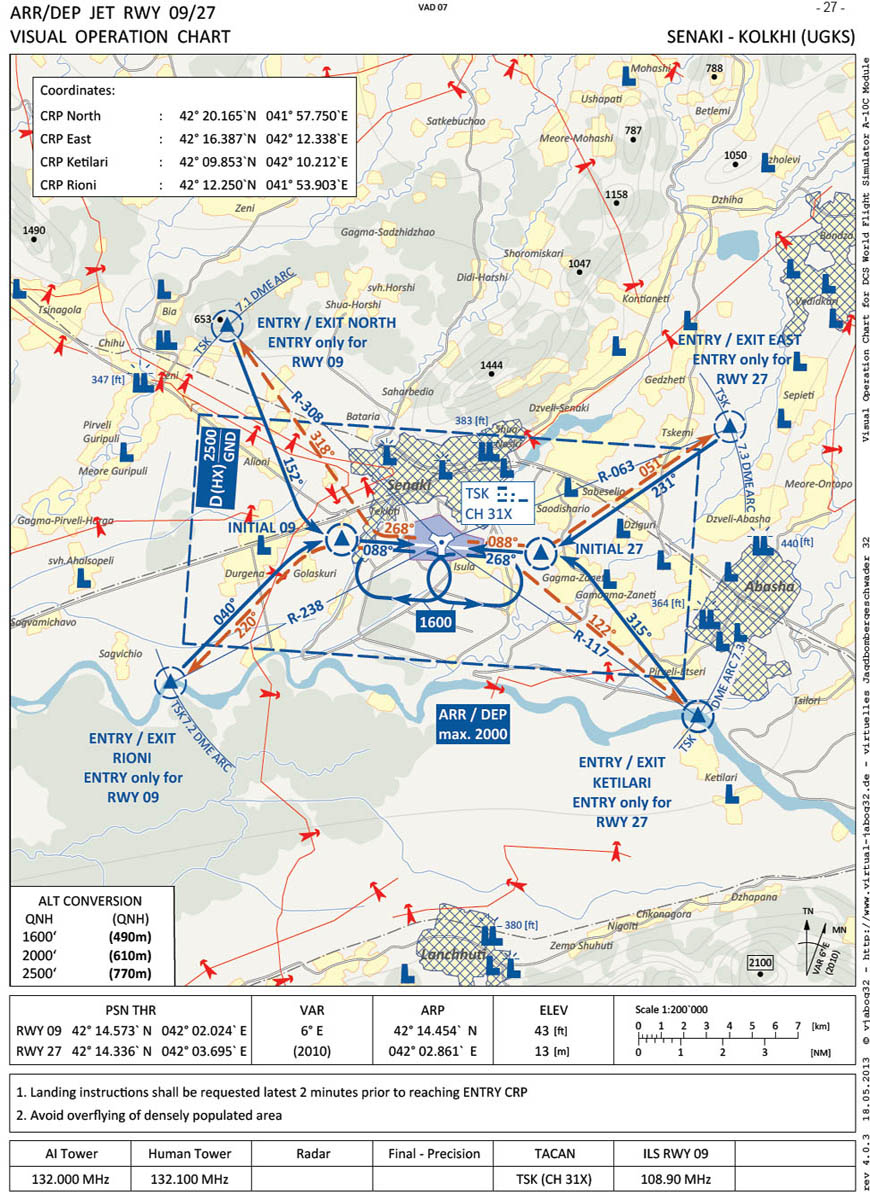 ARR/DEP JET RWY 09/27
VAD 07
- 27 -
VISUAL OPERATION CHART
SENAKI - KOLKHI (UGKS)
Coordinates:
CRP North : 42° 20.165`N 041° 57.750`E
CRP East : 42° 16.387`N 042° 12.338`E
CRP Ketilari : 42° 09.853`N 042° 10.212`E
CRP Rioni : 42° 12.250`N 041° 53.903`E
Mohashi
788
Ushapati
Betlemi
Satkebuchao
787
Meore-Mohashi
1050
zholevi
1158
Dzhiha
Zeni
1490
Gagma-Sadzhidzhao
Bandza
Shoromiskari
1047
Didi-Harshi
svh.Horshi
Kontianeti
Vedidkari
Tsinagola
Bia
Shua-Horshi
653
7.1 DME ARC
TSK
ENTRY / EXIT NORTH
ENTRY only for
RWY 09
ENTRY / EXIT EAST
ENTRY only for
RWY 27
Chihu
Zeni
347 [ft]
1444
Gedzheti
Sepieti
Saharbedio
R-308
318°
Dzveli-Senaki
TSK
7.3 DME ARC
Pirveli
Guripuli
Bataria
383 [ft]
Shua
Nosiri
Tskemi
D(HX) 2500
GND
Meore Guripuli
Alioni
152°
Senaki
R-063
051°
231°
Meore-Ontopo
TSK
CH 31X
Sabeselio
Saodishario
Tekloti
Gagma-Pirveli-Horga
INITIAL 09
268°
088°
Dziguri
Dzveli-Abasha
088°
268°
INITIAL 27
440 [ft]
svh.Ahalsopeli
Durgena
Golaskuri
Isula
Gagma-Zaneti
Gamogma-Zaneti
Abasha
040°
220°
R-238
1600
122°
R-117
315°
364 [ft]
Sagvamichavo
Sagvichio
Pirveli-Etseri
TSK
7.2 DME ARC
ARR / DEP
max. 2000
DME ARC 7.3
TSK
Tsilori
ENTRY / EXIT
RIONI
ENTRY only for
RWY 09
ENTRY / EXIT
KETILARI
ENTRY only for
RWY 27
Ketilari
ALT CONVERSION
QNH (QNH)
1600‘ (490m)
2000‘ (610m)
2500‘ (770m)
380 [ft]
Lanchhuti
Dzhapana
Chkonagora
Nigoiti
Zemo Shuhuti
2100
TN
MN
VAR 6°E
(2010)
PSN THR
RWY 09 42° 14.573` N 042° 02.024` E
RWY 27 42° 14.336` N 042° 03.695` E
VAR
6° E
(2010)
ARP
42° 14.454` N
042° 02.861` E
ELEV
43 [ft]
13 [m]
Scale 1:200`000
0 1 2 3 4 5 6 7 [km]
0 1 2 3 [NM]
1. Landing instructions shall be requested latest 2 minutes prior to reaching ENTRY CRP
2. Avoid overflying of densely populated area
AI Tower Human Tower Radar Final - Precision TACAN ILS RWY 09
132.000 MHz 132.100 MHz TSK (CH 31X) 108.90 MHz
rev 4.0.3 18.05.2013 © vjabog32 - http://www.virtual-jabog32.de - virtuelles Jagdbombergeschwader 32
Visual Operation Chart for DCS World Flight Simulator A-10C Module